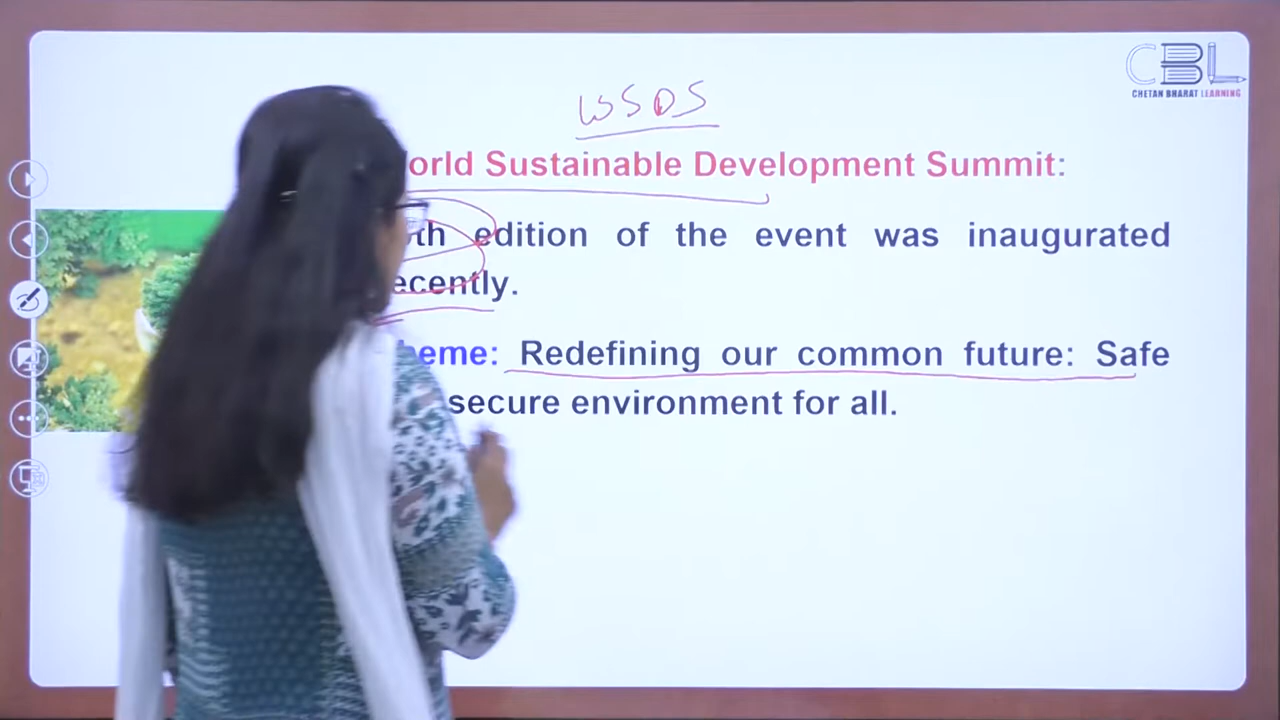 CBL
CHETAN BHARAT LEARNING
WSDS
orld Sustainable Development Summit:
th edition of the event was inaugurated
ecently.
heme: Redefining our common future: Safe
secure environment for all.